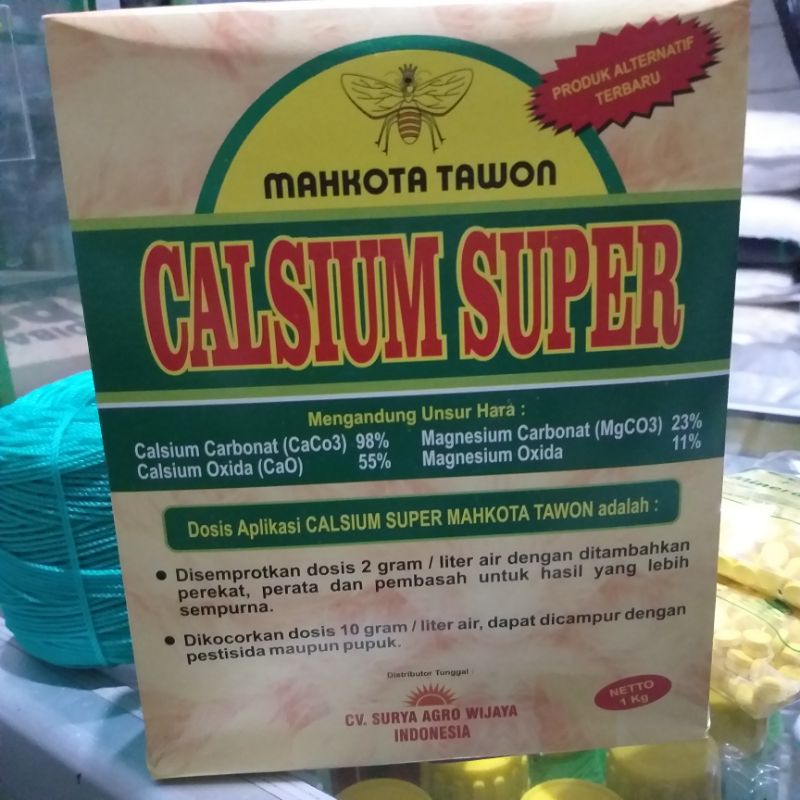 PRODUK ALTERNATIF
TERBARU
MAHKOTA TAWON
CALSIUM SUPER
Mengandung Unsur Hara :
Calsium Carbonat (CaCo3) 98%
Calsium Oxida (CaO) 55%
Magnesium Carbonat (MgCO3) 23%
Magnesium Oxida 11%
Dosis Aplikasi CALSIUM SUPER MAHKOTA TAWON adalah :
● Disemprotkan dosis 2 gram / liter air dengan ditambahkan
perekat, perata dan pembasah untuk hasil yang lebih
sempurna.
● Dikocorkan dosis 10 gram / liter air, dapat dicampur dengan
pestisida maupun pupuk.
Distributor Tunggal :
CV. SURYA AGRO WIJAYA
INDONESIA
NETTO
1 Kg